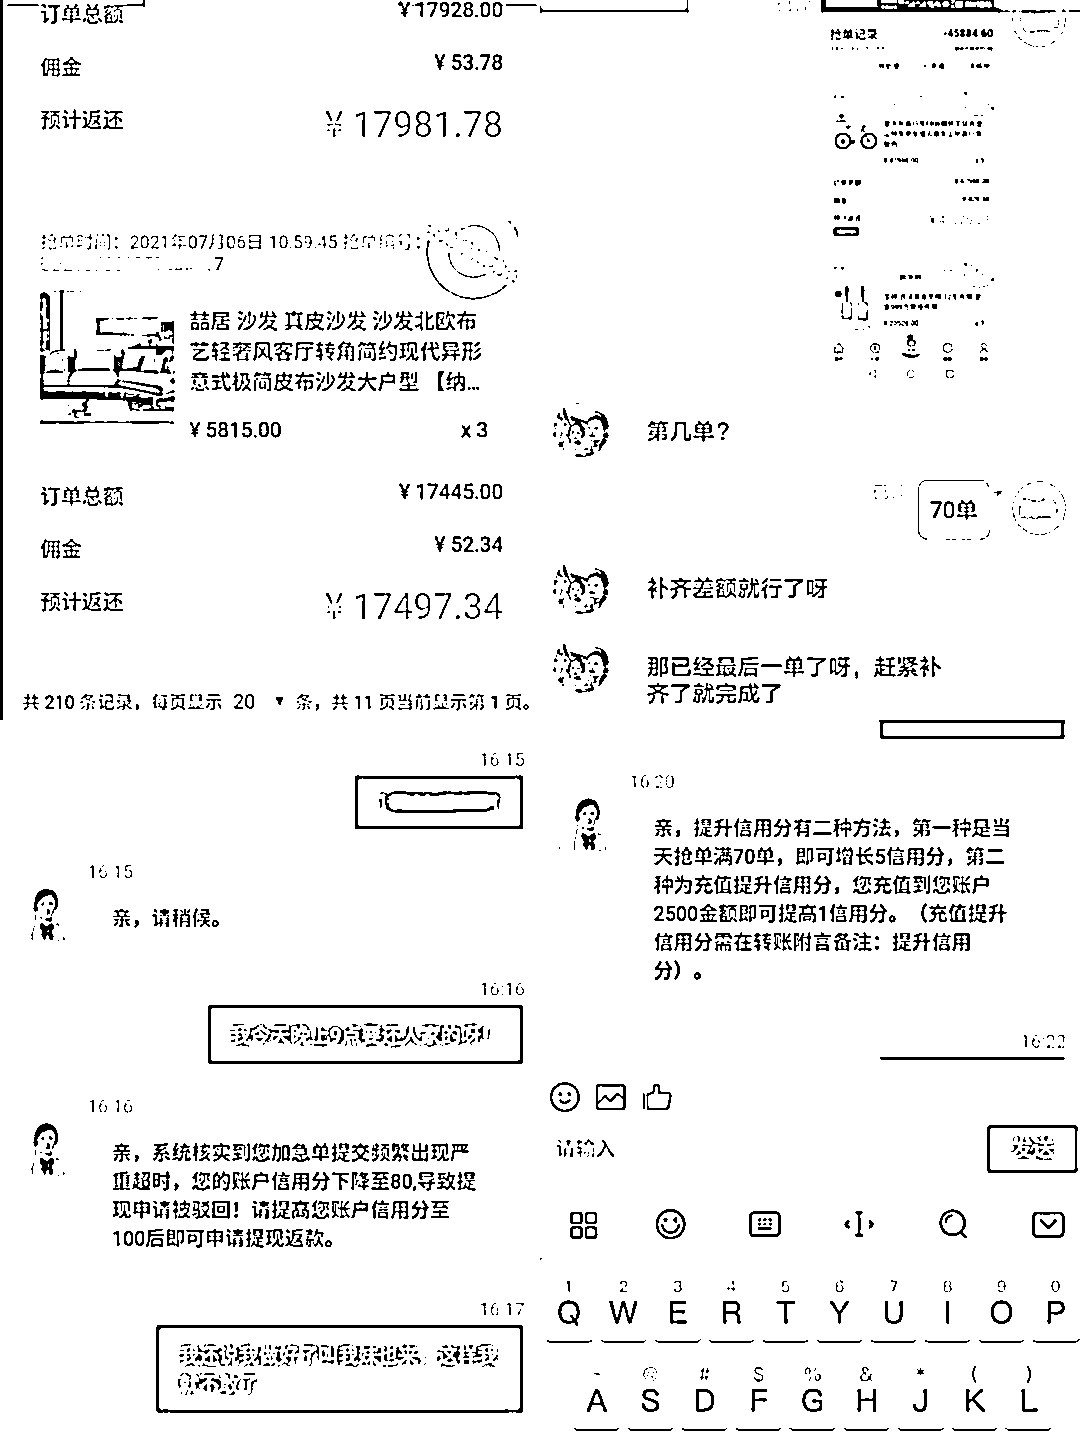 订单总额 ¥17928.00
佣金 ¥53.78
预计返还 ¥17981.78
抢单时间：2021年07月06日 10:59:45 抢单编号：
7
喆居 沙发 真皮沙发 沙发北欧布
艺轻奢风客厅转角简约现代异形
意式极简皮布沙发大户型 【纳...
¥5815.00 x3
订单总额 ¥17445.00
佣金 ¥52.34
预计返还 ¥17497.34
共 210 条记录，每页显示 20 ▼ 条，共 11 页当前显示第 1 页。
抢单记录 -45884.60
第几单？
70单
补齐差额就行了呀
那已经最后一单了呀，赶紧补
齐了就完成了
16:15
16:15
亲，请稍候。
16:16
我今天晚上9点要还人家的呀！
16:16
亲，系统核实到您加急单提交频繁出现严
重超时，您的账户信用分下降至80,导致提
现申请被驳回！请提高您账户信用分至
100后即可申请提现返款。
16:17
我还说我做好了叫我妹也来，这样我
就不敢了
16:20
亲，提升信用分有二种方法，第一种是当
天抢单满70单，即可增长5信用分，第二
种为充值提升信用分，您充值到您账户
2500金额即可提高1信用分。（充值提升
信用分需在转账附言备注：提升信用
分）。
16:22
请输入 发送
1 2 3 4 5 6 7 8 9 0
Q W E R T Y U I O P
- @ # $ % & * ( )
A S D F G H J K L